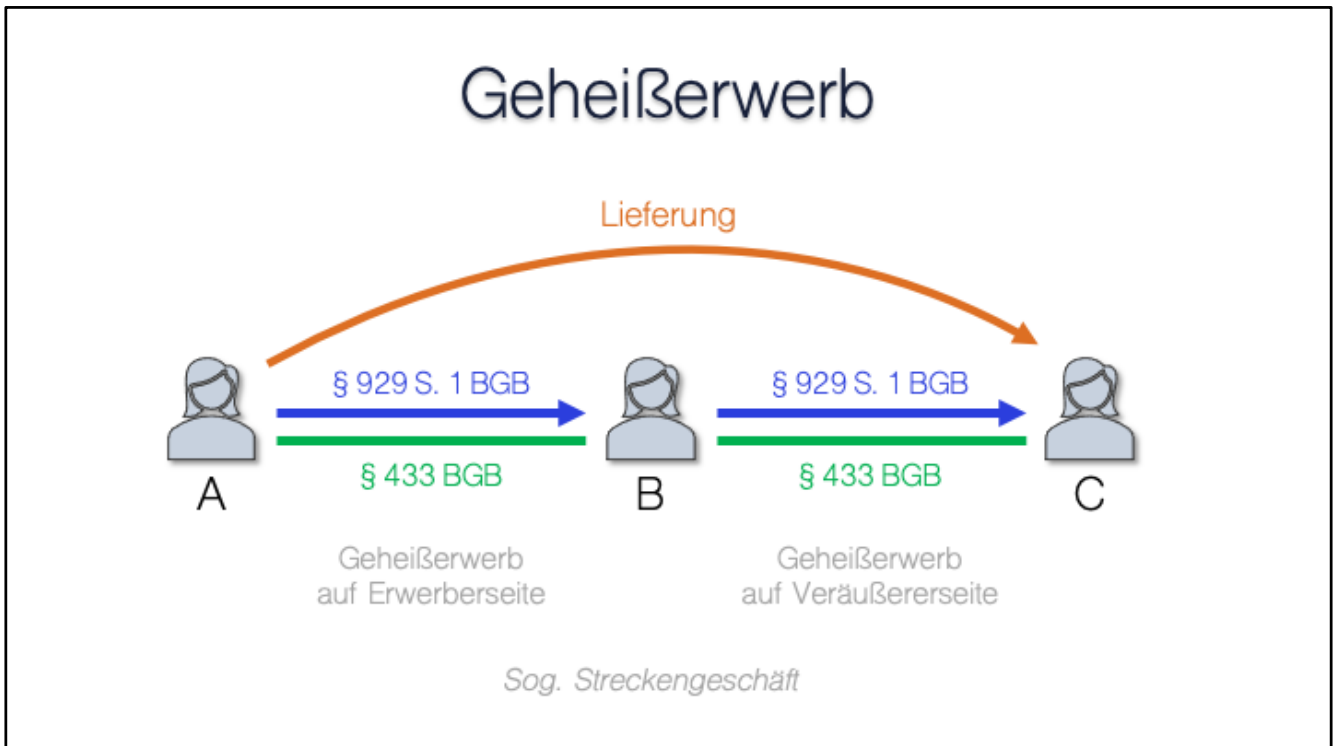 Geheißerwerb
Lieferung
§ 929 S. 1 BGB
§ 929 S. 1 BGB
§ 433 BGB
§ 433 BGB
A
B
C
Geheißerwerb
auf Erwerberseite
Geheißerwerb
auf Veräußererseite
Sog. Streckengeschäft